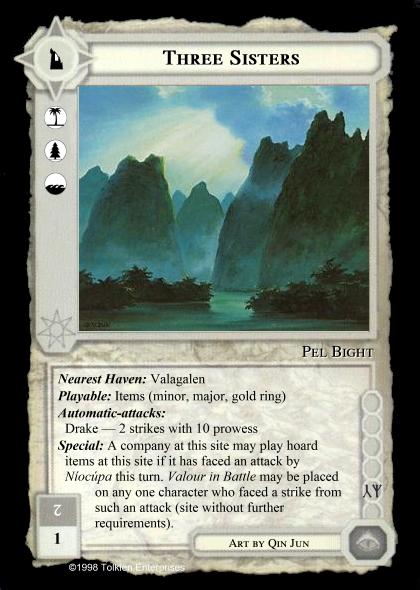 THREE SISTERS
PEL BIGHT
Nearest Haven: Valagalen
Playable: Items (minor, major, gold ring)
Automatic-attacks:
Drake — 2 strikes with 10 prowess
Special: A company at this site may play hoard
items at this site if it has faced an attack by
Níocúpa this turn. Valour in Battle may be placed
on any one character who faced a strike from
such an attack (site without further
requirements).
1
ART BY QIN JUN
©1998 Tolkien Enterprises